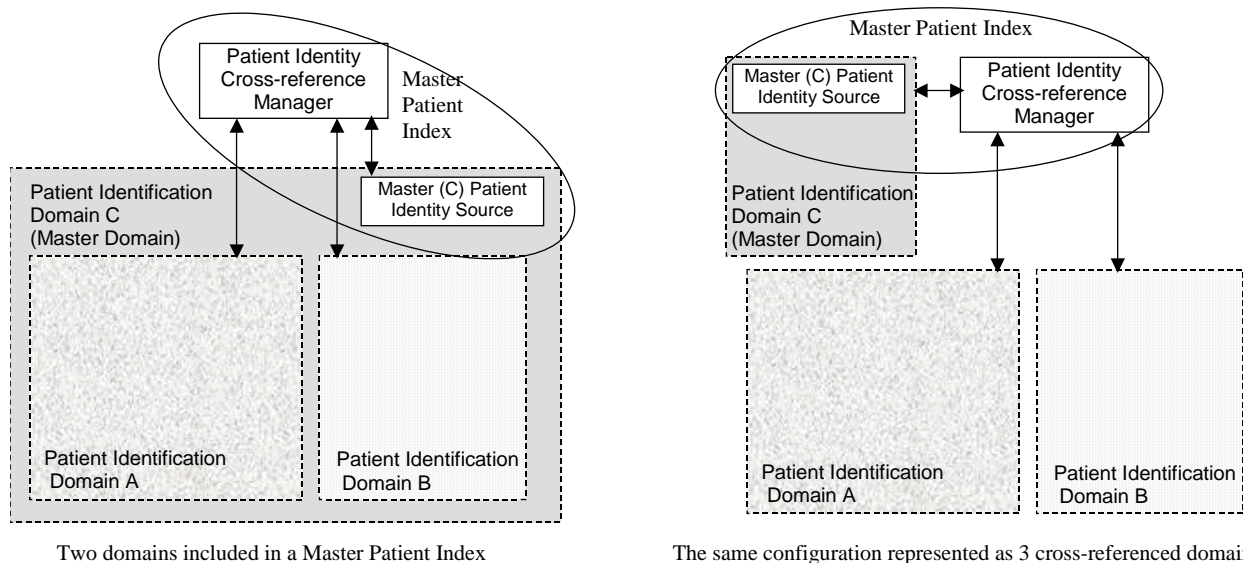 Patient Identity
Cross-reference
Manager
Master
Patient
Index
Patient Identification
Domain C
(Master Domain)
Master (C) Patient
Identity Source
Patient Identification
Domain A
Patient Identification
Domain B
Two domains included in a Master Patient Index
Master Patient Index
Master (C) Patient
Identity Source
Patient Identity
Cross-reference
Manager
Patient Identification
Domain C
(Master Domain)
Patient Identification
Domain A
Patient Identification
Domain B
The same configuration represented as 3 cross-referenced domain